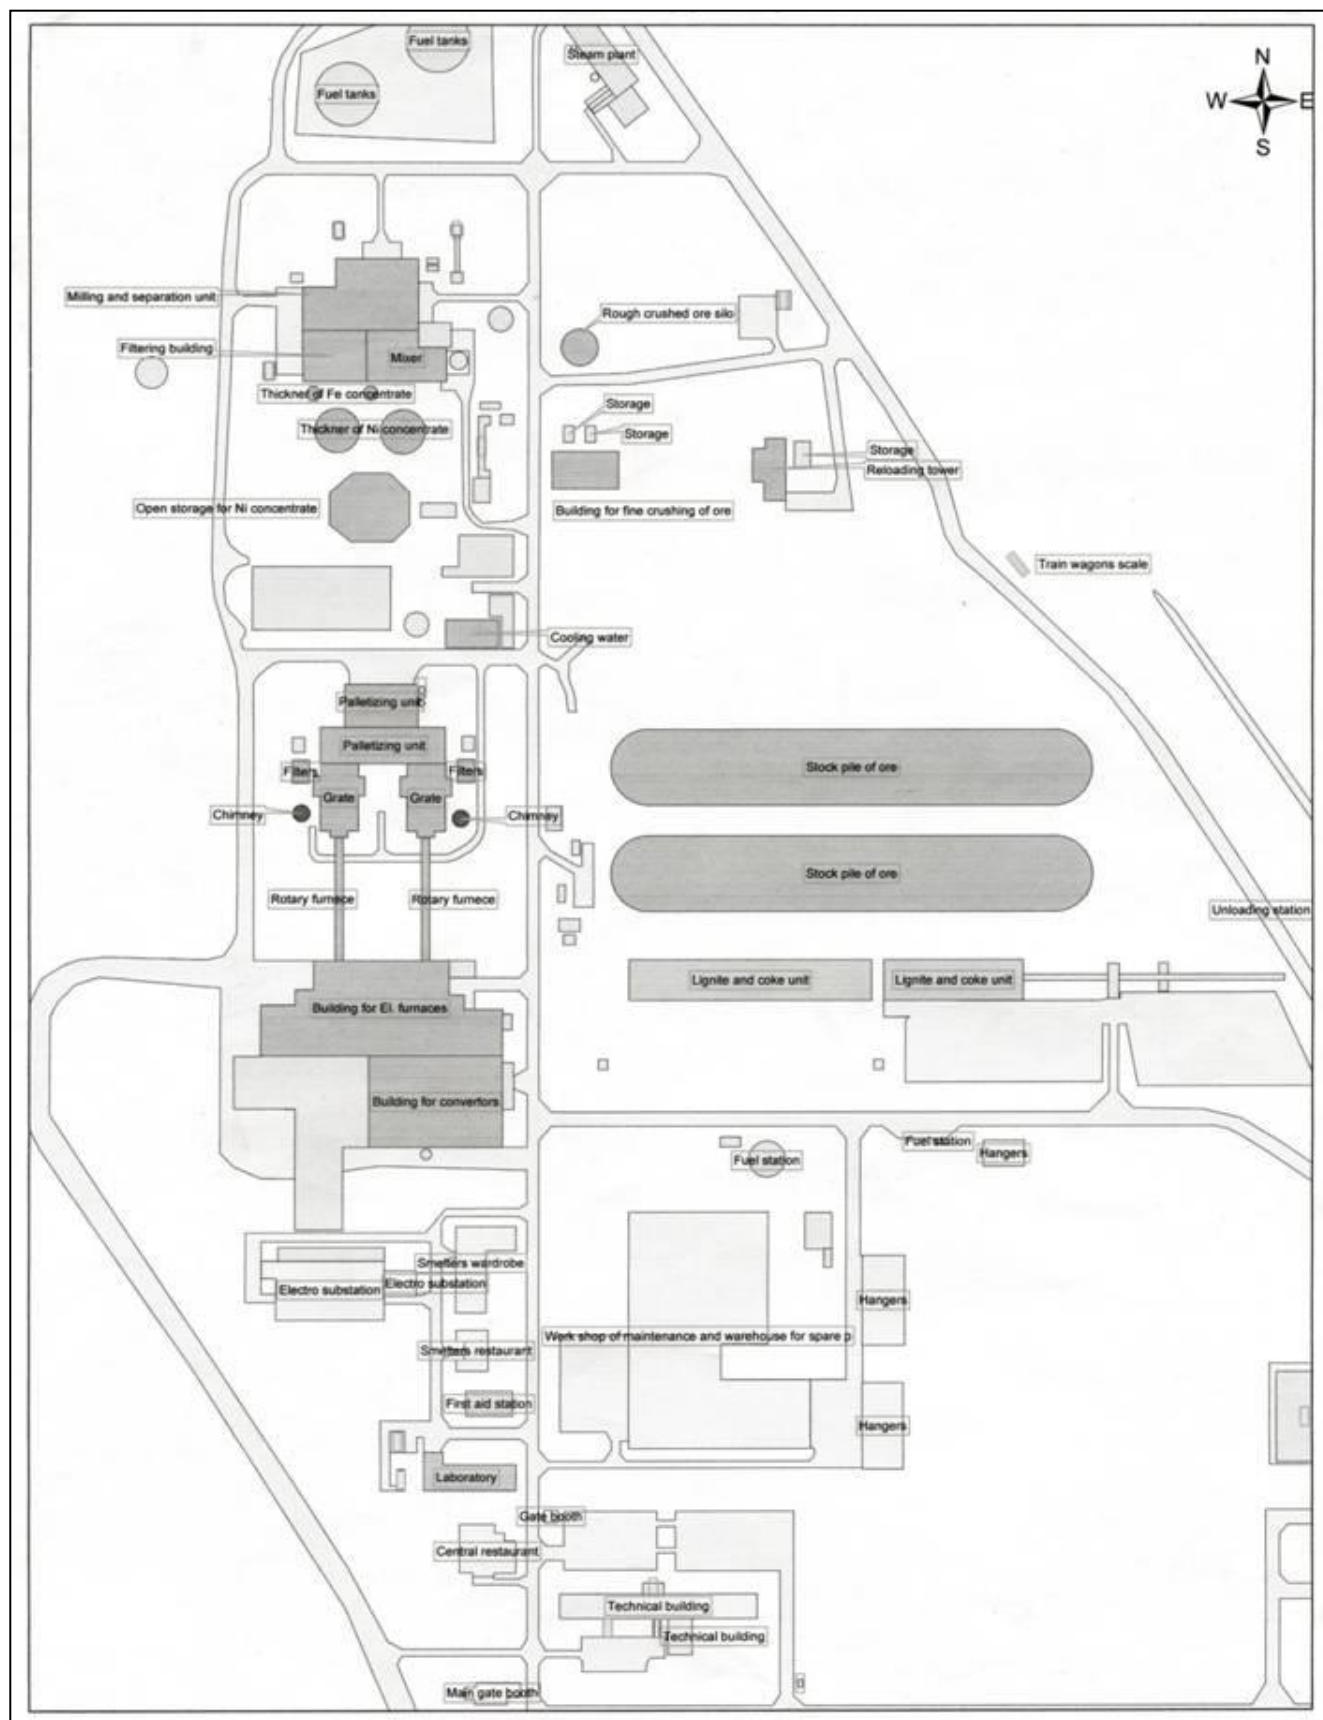 Fuel tanks
Steam plant
Fuel tanks
N
W
E
S
Milling and separation unit
Rough crushed ore silo
Filtering building
Mixer
Thickner of Fe concentrate
Storage
Thickner of Ni concentrate
Storage
Storage
Reloading tower
Open storage for Ni concentrate
Building for fine crushing of ore
Train wagons scale
Cooling water
Palletizing unit
Palletizing unit
Filters
Filters
Stock pile of ore
Grate
Grate
Chimney
Chimney
Stock pile of ore
Rotary furnece
Rotary furnece
Unloading station
Lignite and coke unit
Lignite and coke unit
Building for El. furnaces
Building for convertors
Fuel station
Fuel station
Hangers
Smelters wardrobe
Electro substation
Electro substation
Hangers
Work shop of maintenance and warehouse for spare p
Smelters restaurant
First aid station
Hangers
Laboratory
Gate booth
Central restaurant
Technical building
Technical building
Main gate booth